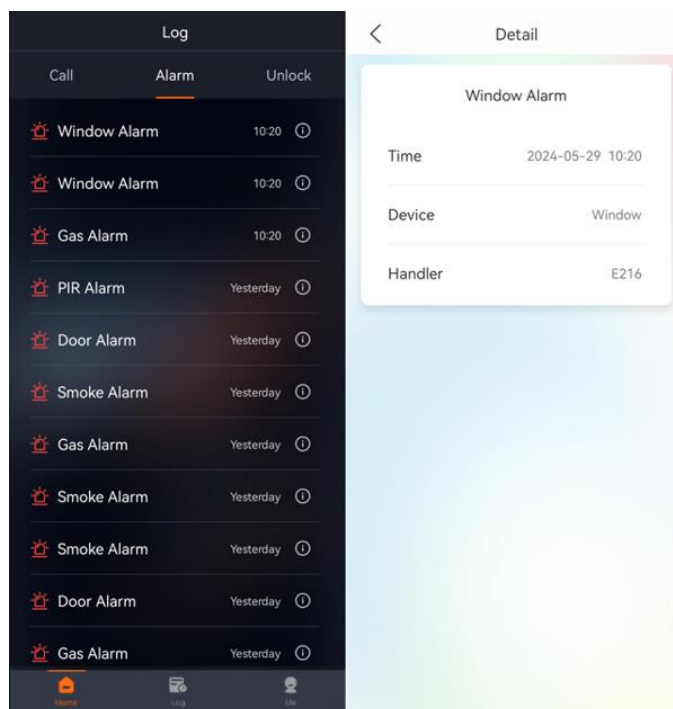 Log
Call Alarm Unlock
Window Alarm 10:20
Window Alarm 10:20
Gas Alarm 10:20
PIR Alarm Yesterday
Door Alarm Yesterday
Smoke Alarm Yesterday
Gas Alarm Yesterday
Smoke Alarm Yesterday
Smoke Alarm Yesterday
Door Alarm Yesterday
Gas Alarm Yesterday
Home Log Me
Detail
Window Alarm
Time 2024-05-29 10:20
Device Window
Handler E216